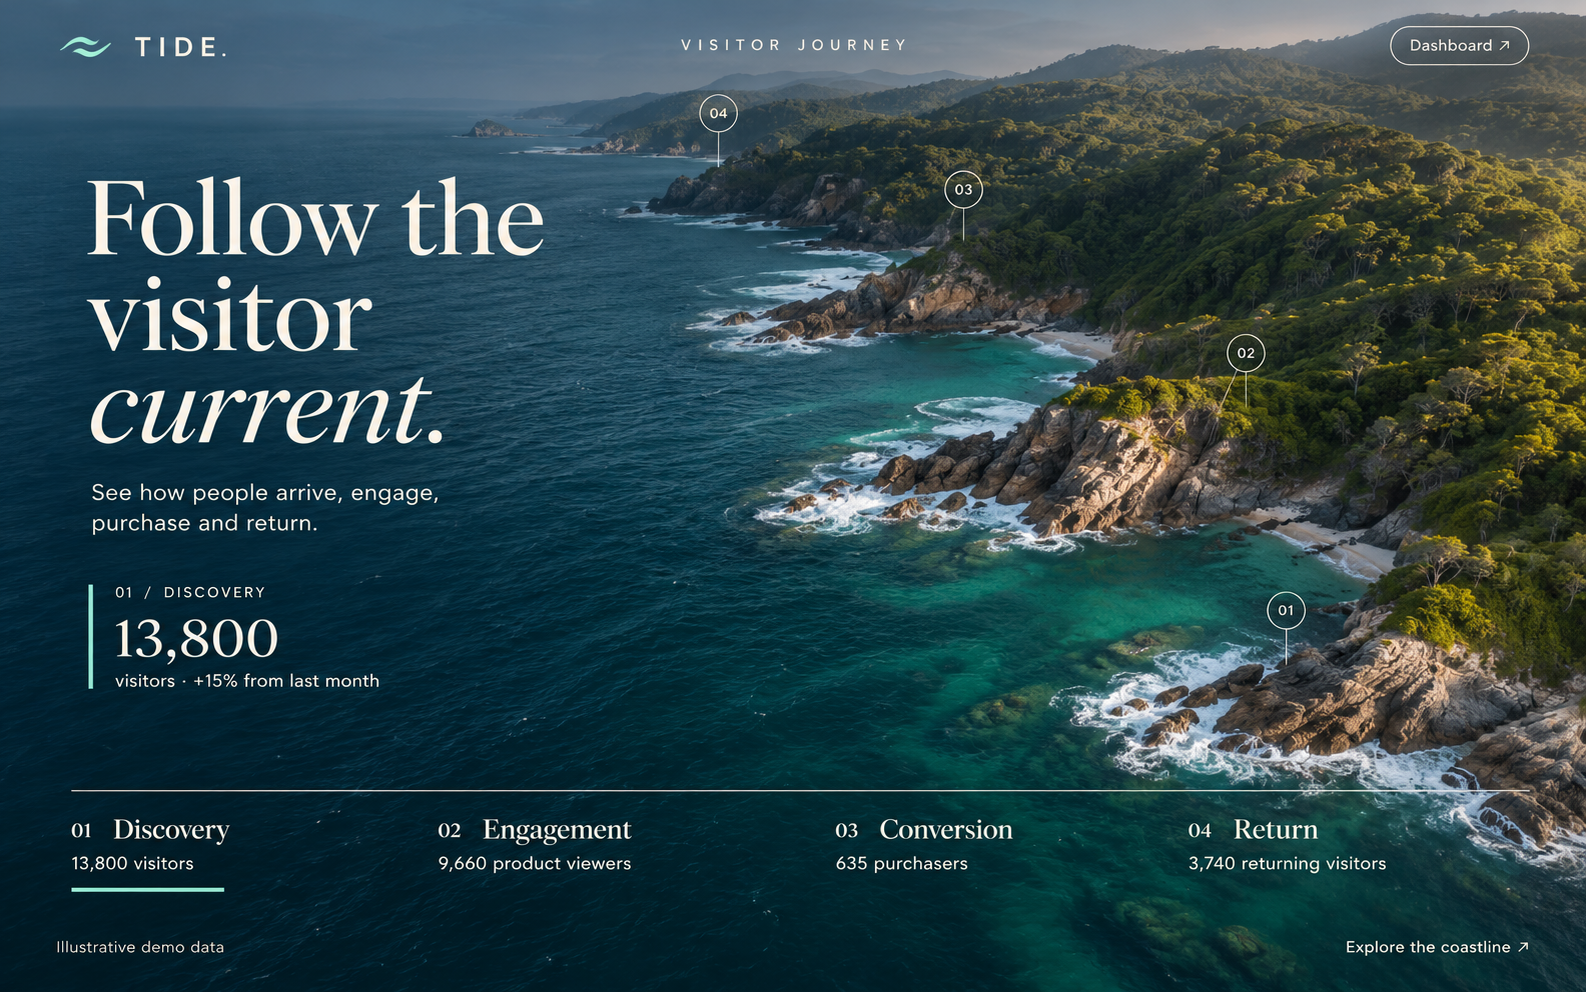 TIDE.
VISITOR JOURNEY
Dashboard ↗
04
03
02
01
Follow the
visitor
current.
See how people arrive, engage,
purchase and return.
01 / DISCOVERY
13,800
visitors · +15% from last month
01 Discovery
13,800 visitors
02 Engagement
9,660 product viewers
03 Conversion
635 purchasers
04 Return
3,740 returning visitors
Illustrative demo data
Explore the coastline ↗